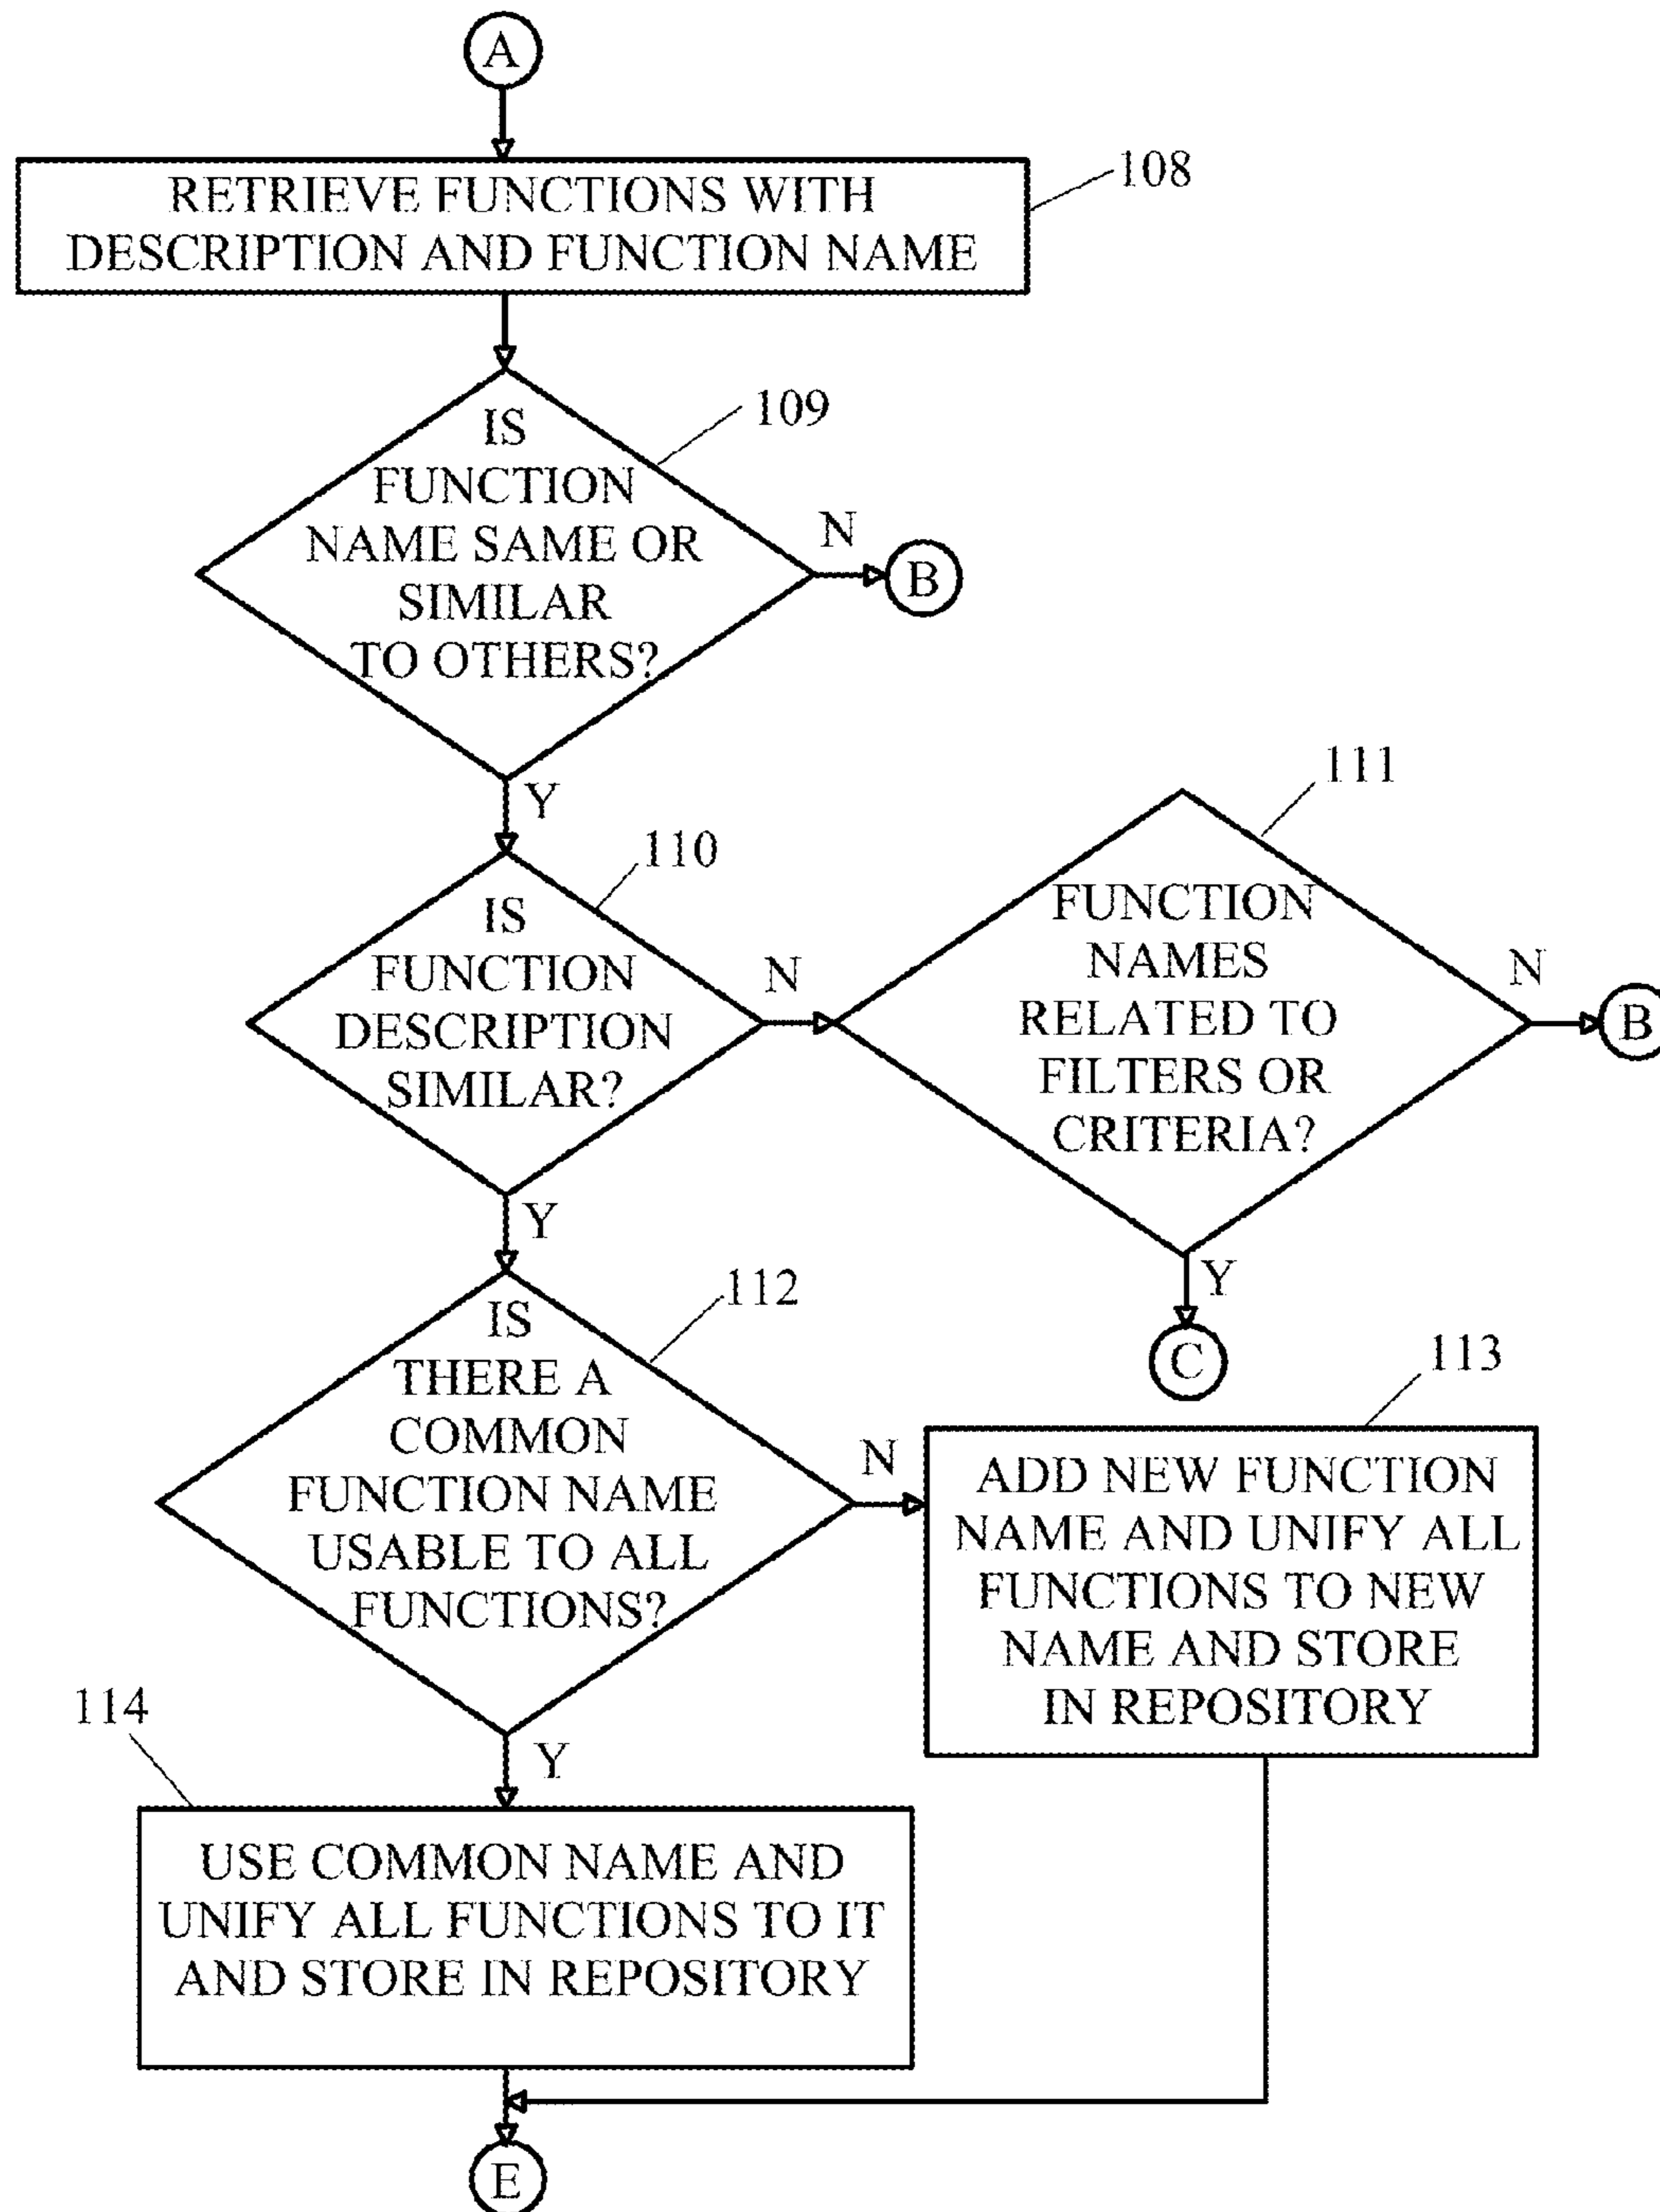 A
RETRIEVE FUNCTIONS WITH
DESCRIPTION AND FUNCTION NAME
108
IS
FUNCTION
NAME SAME OR
SIMILAR
TO OTHERS?
109
N
B
Y
IS
FUNCTION
DESCRIPTION
SIMILAR?
110
N
FUNCTION
NAMES
RELATED TO
FILTERS OR
CRITERIA?
111
N
B
Y
C
Y
IS
THERE A
COMMON
FUNCTION NAME
USABLE TO ALL
FUNCTIONS?
112
N
ADD NEW FUNCTION
NAME AND UNIFY ALL
FUNCTIONS TO NEW
NAME AND STORE
IN REPOSITORY
113
Y
114
USE COMMON NAME AND
UNIFY ALL FUNCTIONS TO IT
AND STORE IN REPOSITORY
E